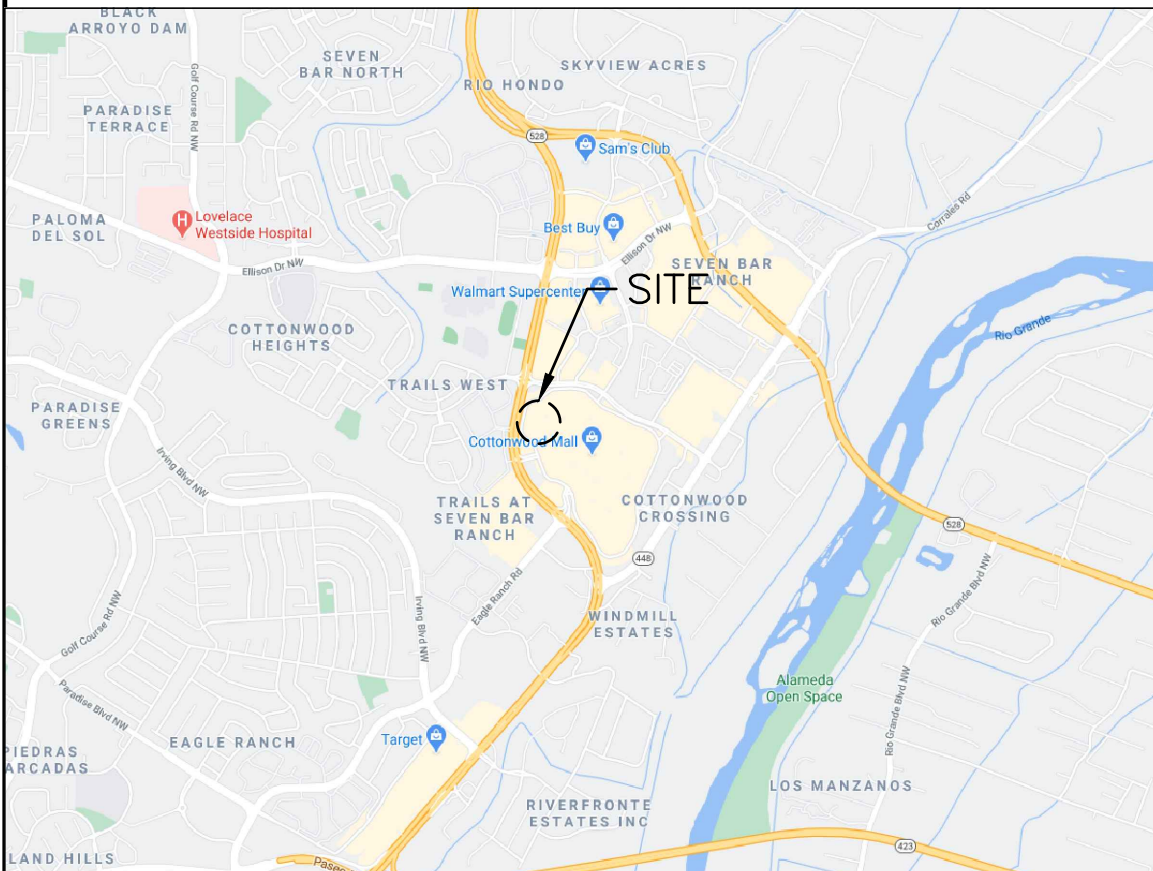 BLACK
ARROYO DAM
SEVEN
BAR NORTH
SKYVIEW ACRES
RIO HONDO
Golf Course Rd NW
PARADISE
TERRACE
528
Sam's Club
PALOMA
DEL SOL
H
Lovelace
Westside Hospital
Best Buy
Ellison Dr NW
Corrales Rd
Ellison Dr NW
SEVEN BAR
RANCH
Walmart Supercenter
SITE
COTTONWOOD
HEIGHTS
Rio Grande
TRAILS WEST
PARADISE
GREENS
Cottonwood Mall
Irving Blvd NW
TRAILS AT
SEVEN BAR
RANCH
COTTONWOOD
CROSSING
528
448
Eagle Ranch Rd
Rio Grande Blvd NW
Golf Course Rd NW
Irving Blvd NW
WINDMILL
ESTATES
Paradise Blvd NW
Alameda
Open Space
Rio Grande Blvd NW
EAGLE RANCH
Target
PIEDRAS
ARCADAS
LOS MANZANOS
RIVERFRONTE
ESTATES INC
423
LAND HILLS
Paseo